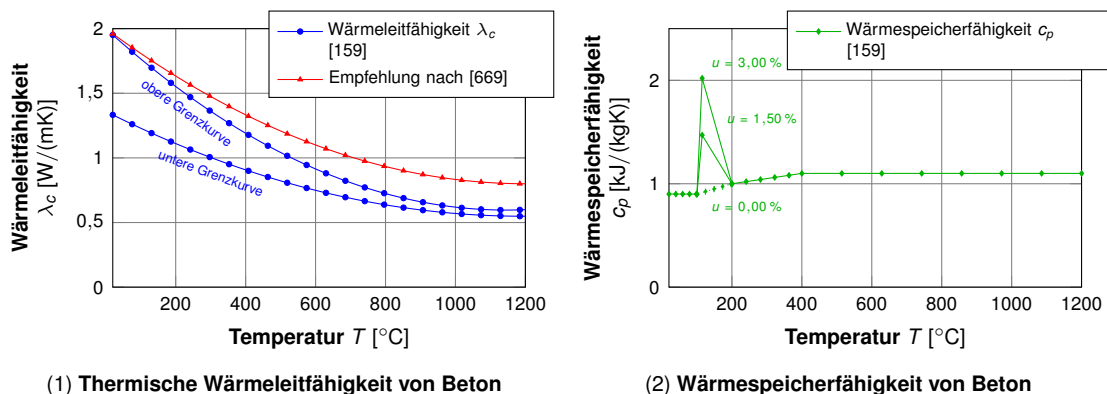 Wärmeleitfähigkeit λc
[159]
Empfehlung nach [669]
2
1,5
1
0,5
0
Wärmeleitfähigkeit
λc [W/(mK)]
obere Grenzkurve
untere Grenzkurve
200 400 600 800 1000 1200
Temperatur T [°C]
(1) Thermische Wärmeleitfähigkeit von Beton
Wärmespeicherfähigkeit cp
[159]
2
1
0
Wärmespeicherfähigkeit
cp [kJ/(kgK)]
u = 3,00 %
u = 1,50 %
u = 0,00 %
200 400 600 800 1000 1200
Temperatur T [°C]
(2) Wärmespeicherfähigkeit von Beton